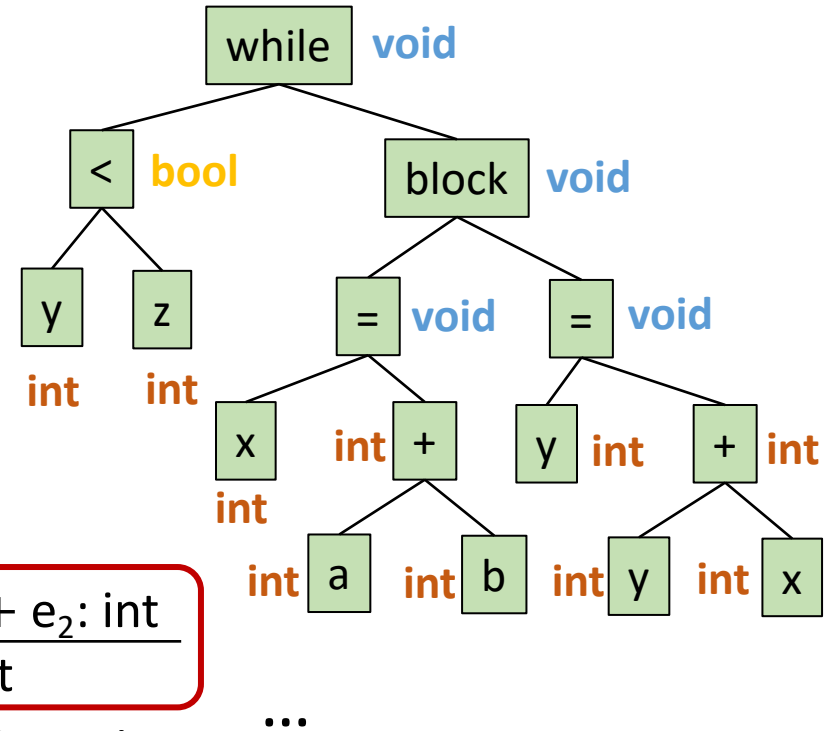 while void
< bool block void
y z = void = void
int int
x int + y int + int
int
int a int b int y int x
⊢ e₂: int
...